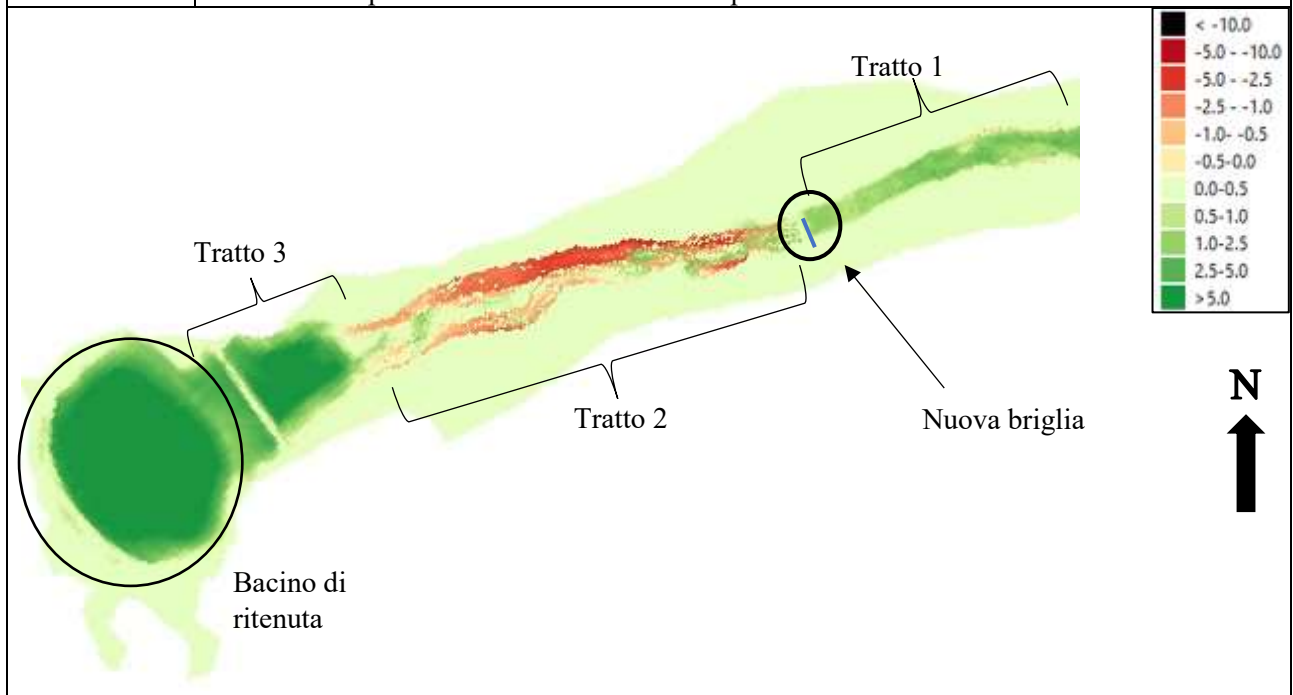 Tratto 1
Tratto 3
Tratto 2
Nuova briglia
Bacino di
ritenuta
< -10.0
-5.0 - -10.0
-5.0 - -2.5
-2.5 - -1.0
-1.0- -0.5
-0.5-0.0
0.0-0.5
0.5-1.0
1.0-2.5
2.5-5.0
>5.0
N